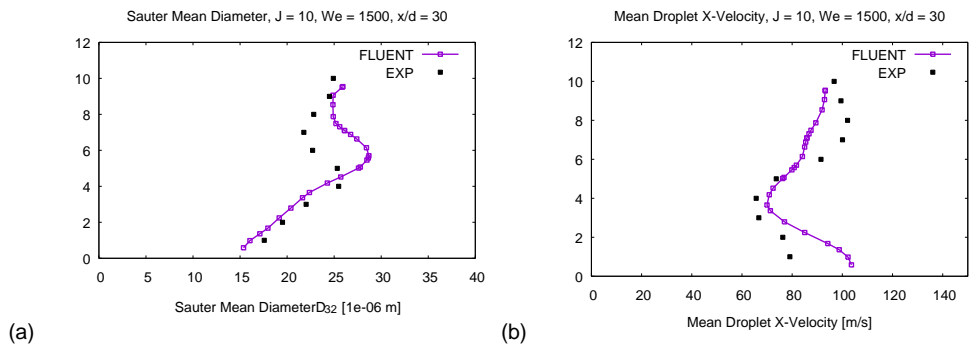 Sauter Mean Diameter, J = 10, We = 1500, x/d = 30
12
10
8
6
4
2
0
FLUENT
EXP
0 5 10 15 20 25 30 35 40
Sauter Mean DiameterD32 [1e-06 m]
(a)
Mean Droplet X-Velocity, J = 10, We = 1500, x/d = 30
12
10
8
6
4
2
0
FLUENT
EXP
0 20 40 60 80 100 120 140
Mean Droplet X-Velocity [m/s]
(b)